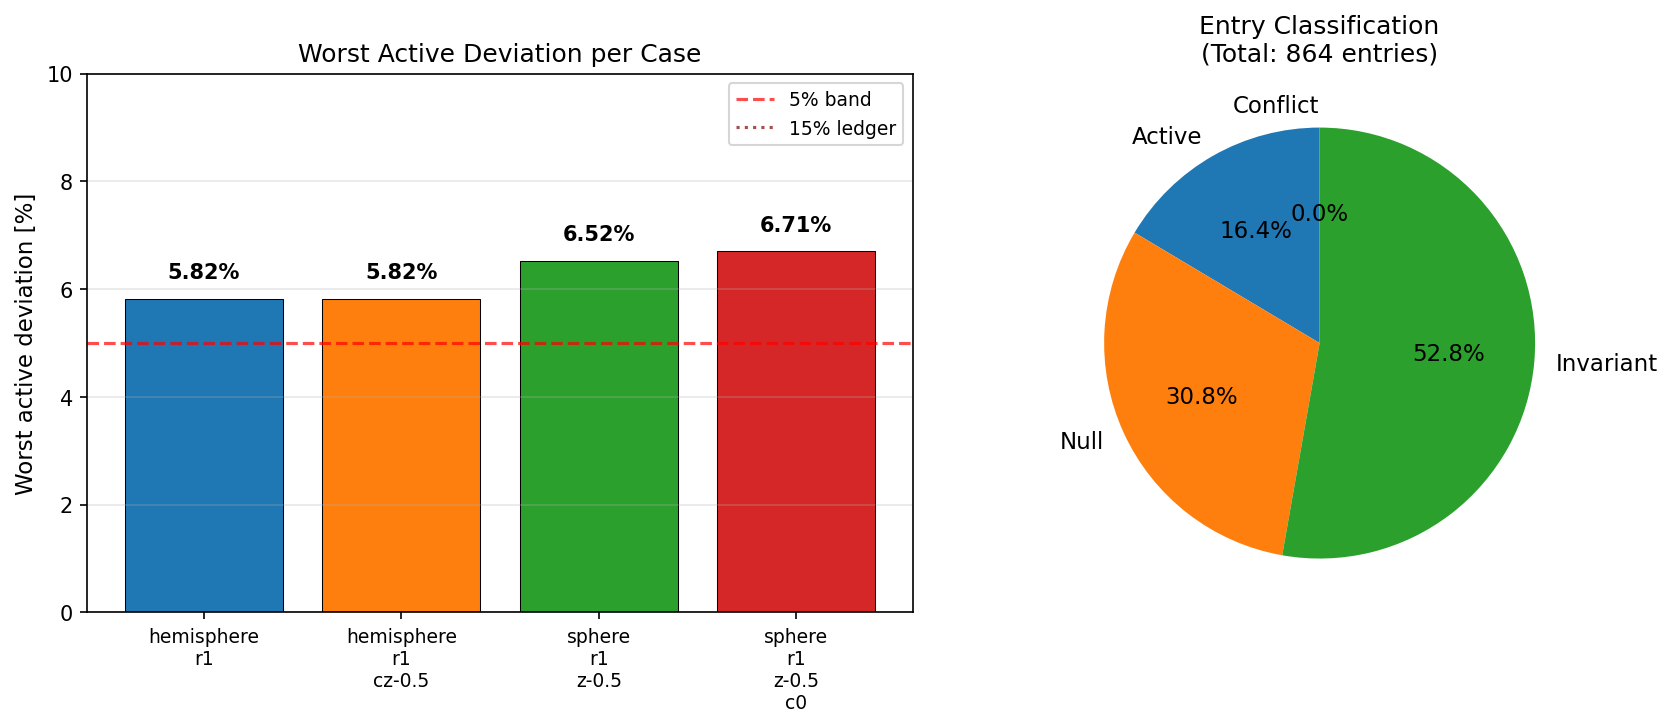 Worst Active Deviation per Case
Worst active deviation [%]
10
8
6
4
2
0
5% band
15% ledger
5.82%
5.82%
6.52%
6.71%
hemisphere
r1
hemisphere
r1
cz-0.5
sphere
r1
z-0.5
sphere
r1
z-0.5
c0
Entry Classification
(Total: 864 entries)
Conflict
Active
Null
Invariant
0.0%
16.4%
30.8%
52.8%